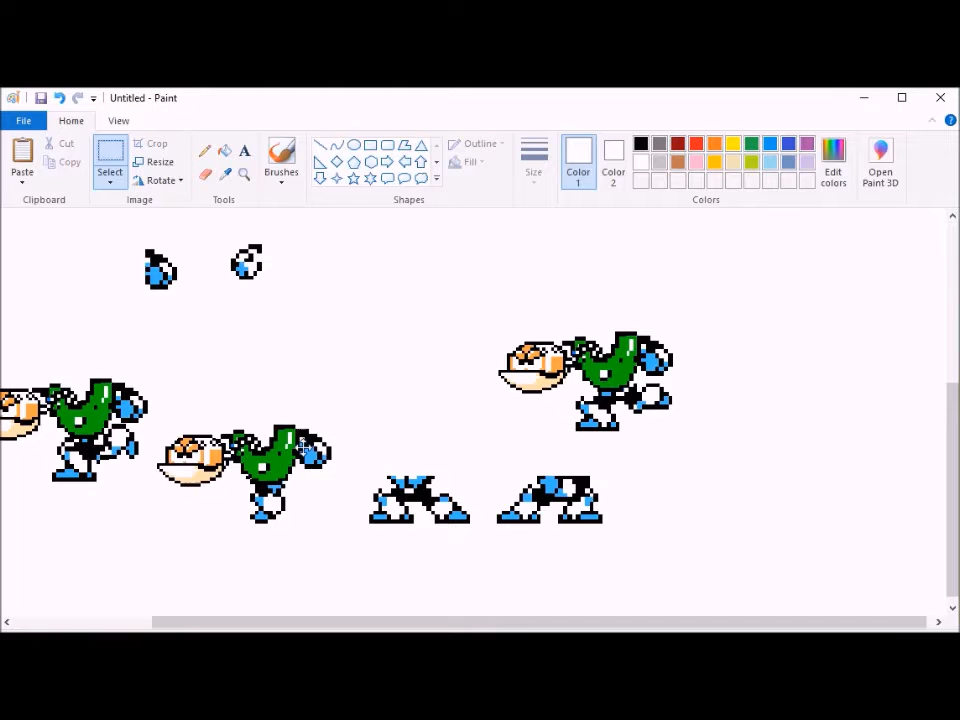 Untitled - Paint
File Home View
Paste
Cut
Copy
Clipboard
Select
Crop
Resize
Rotate
Image
A
Tools
Brushes
Outline
Fill
Shapes
Size
Color 1
Color 2
Edit colors
Colors
Open Paint 3D